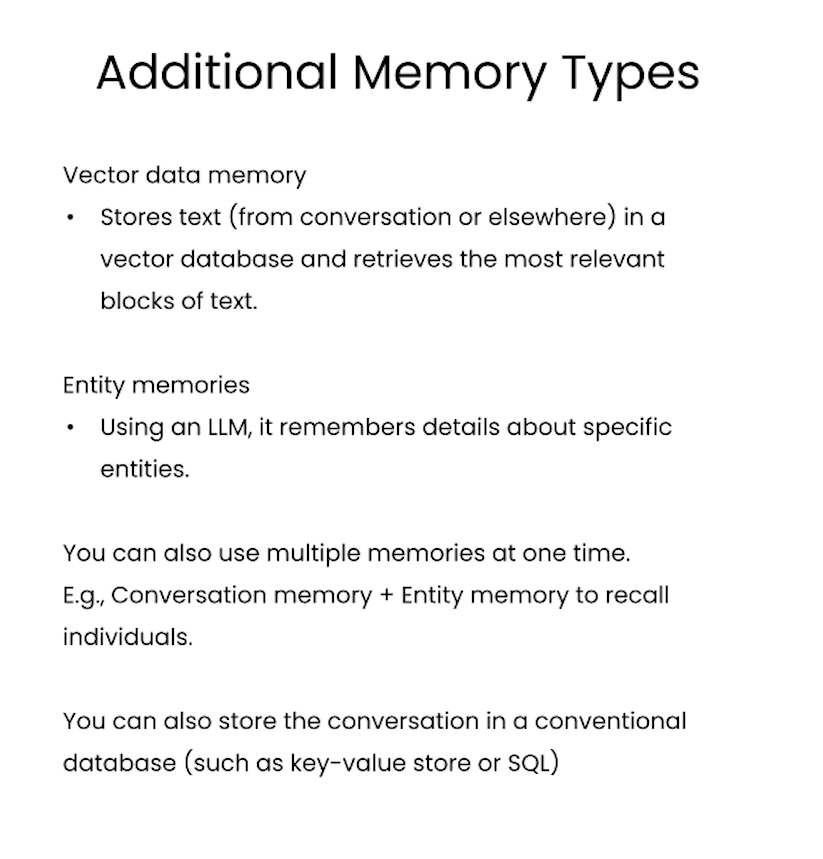 Additional Memory Types
Vector data memory
• Stores text (from conversation or elsewhere) in a
vector database and retrieves the most relevant
blocks of text.
Entity memories
• Using an LLM, it remembers details about specific
entities.
You can also use multiple memories at one time.
E.g., Conversation memory + Entity memory to recall
individuals.
You can also store the conversation in a conventional
database (such as key-value store or SQL)